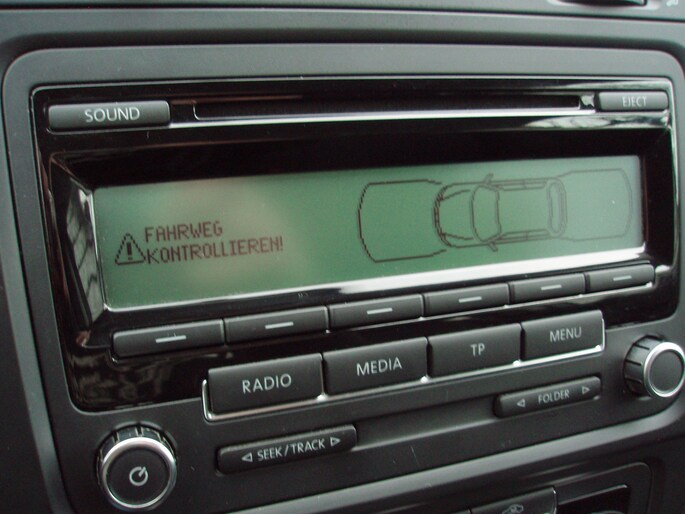 SOUND
EJECT
FAHRWEG
KONTROLLIEREN!
RADIO
MEDIA
TP
MENU
SEEK / TRACK
FOLDER